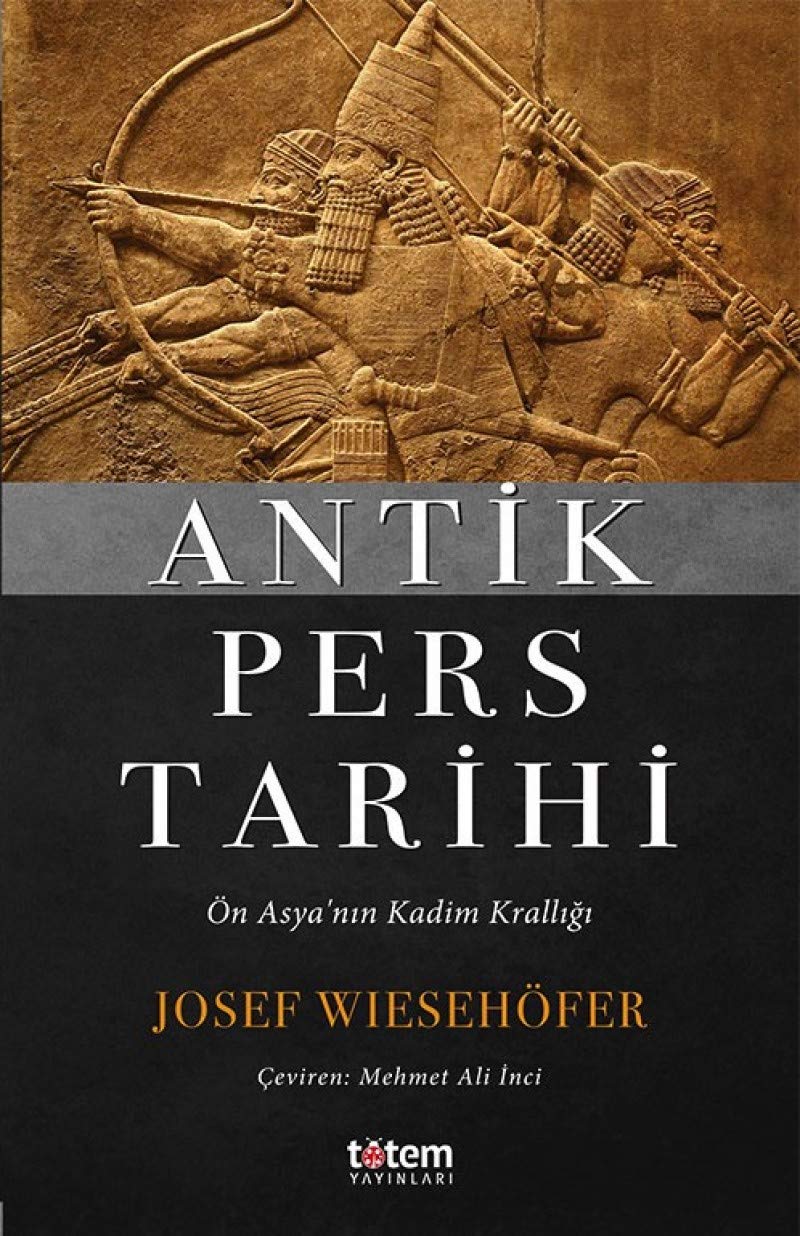 ANTİK
PERS
TARİHİ
Ön Asya'nın Kadim Krallığı
JOSEF WIESEHÖFER
Çeviren: Mehmet Ali İnci
totem
YAYINLARI